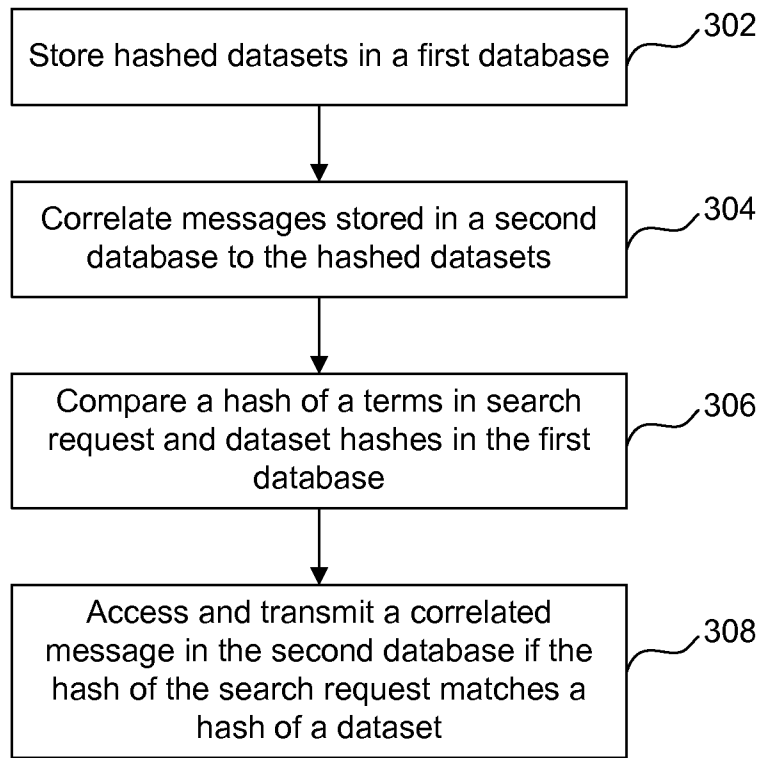 Store hashed datasets in a first database
302
Correlate messages stored in a second
database to the hashed datasets
304
Compare a hash of a terms in search
request and dataset hashes in the first
database
306
Access and transmit a correlated
message in the second database if the
hash of the search request matches a
hash of a dataset
308